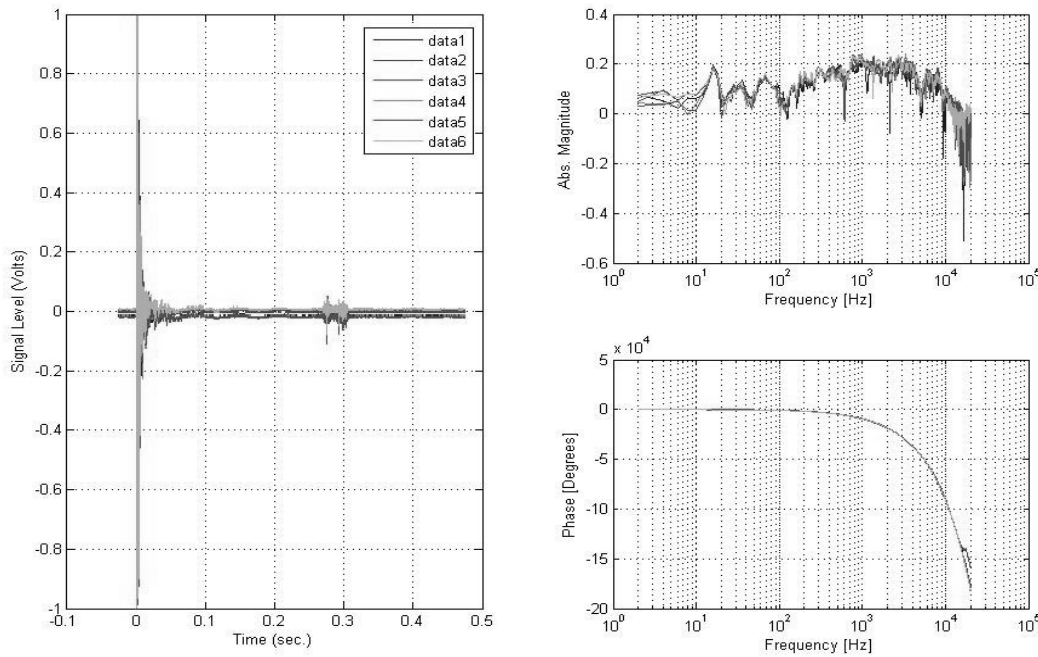 1
0.8
0.6
0.4
0.2
0
-0.2
-0.4
-0.6
-0.8
-1
-0.1 0 0.1 0.2 0.3 0.4 0.5
Signal Level (Volts)
Time (sec.)
data1
data2
data3
data4
data5
data6
0.4
0.2
0
-0.2
-0.4
-0.6
10^0 10^1 10^2 10^3 10^4 10^5
Abs. Magnitude
Frequency [Hz]
x 10^4
5
0
-5
-10
-15
-20
10^0 10^1 10^2 10^3 10^4 10^5
Phase [Degrees]
Frequency [Hz]